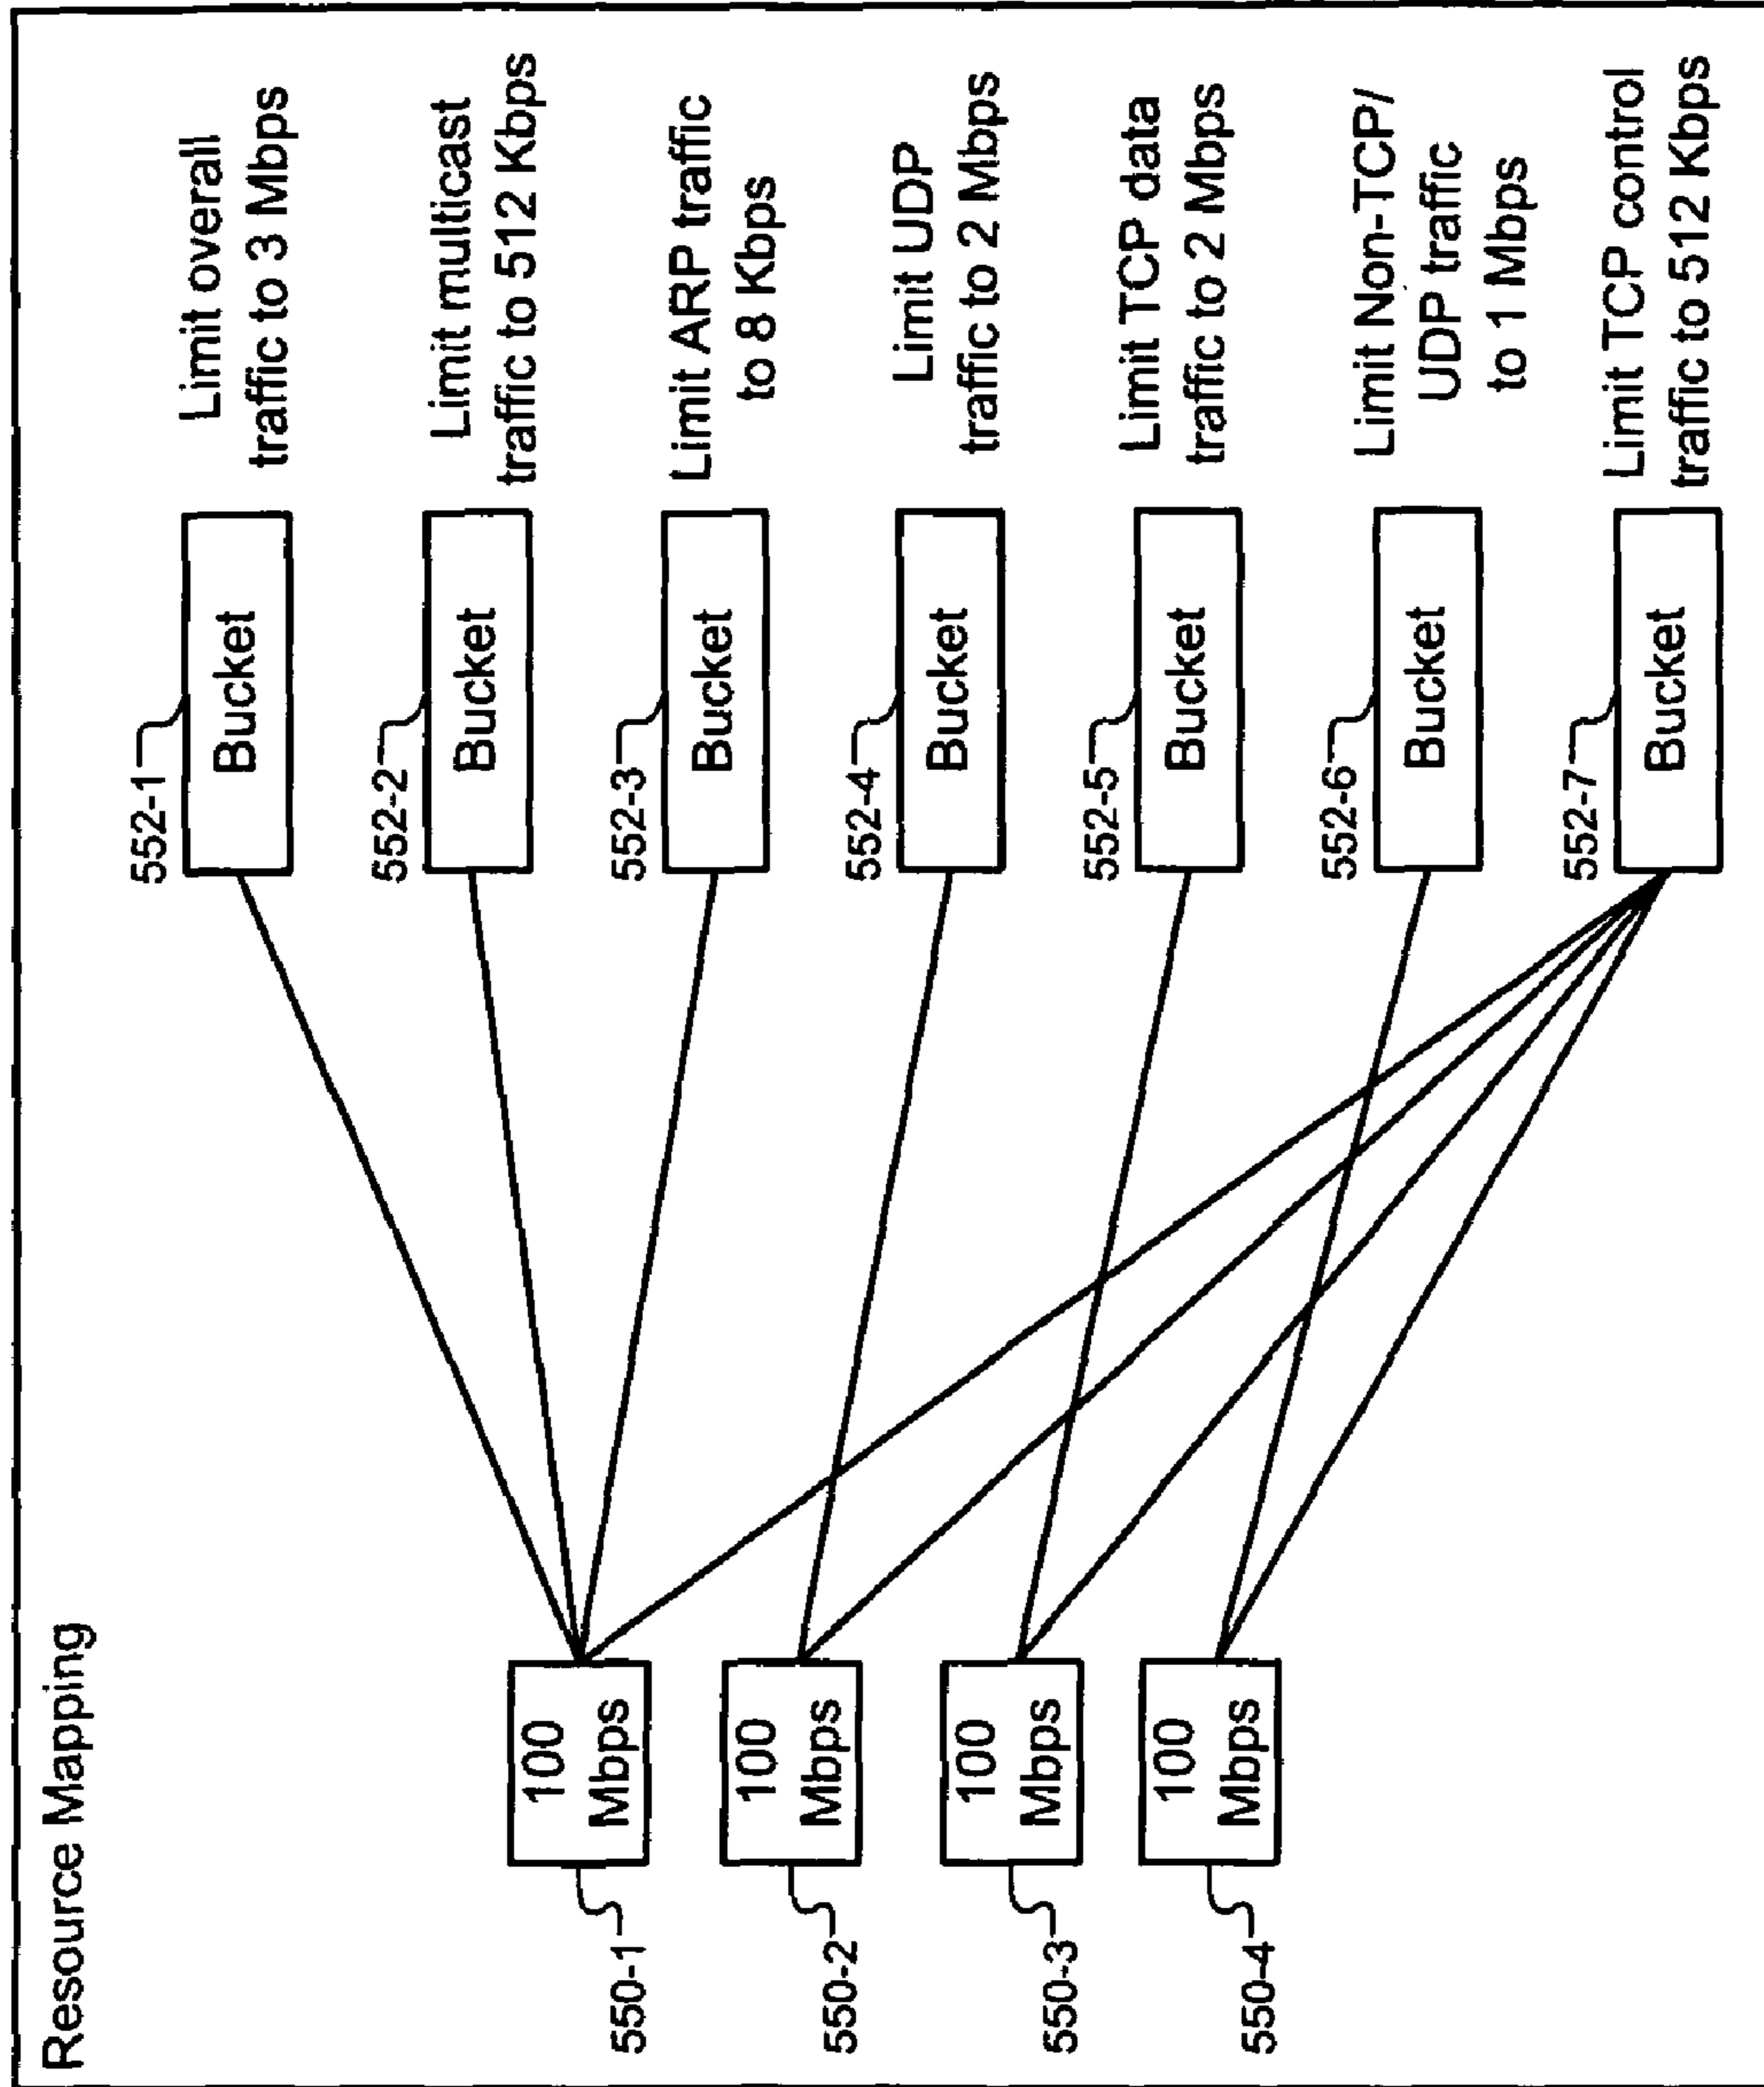 Resource Mapping
552-1
Bucket
Limit overall
traffic to 3 Mbps
552-2
Bucket
Limit multicast
traffic to 512 Kbps
552-3
Bucket
Limit ARP traffic
to 8 Kbps
552-4
Bucket
Limit UDP
traffic to 2 Mbps
552-5
Bucket
Limit TCP data
traffic to 2 Mbps
552-6
Bucket
Limit Non-TCP/
UDP traffic
to 1 Mbps
552-7
Bucket
Limit TCP control
traffic to 512 Kbps
550-1
100
Mbps
550-2
100
Mbps
550-3
100
Mbps
550-4
100
Mbps